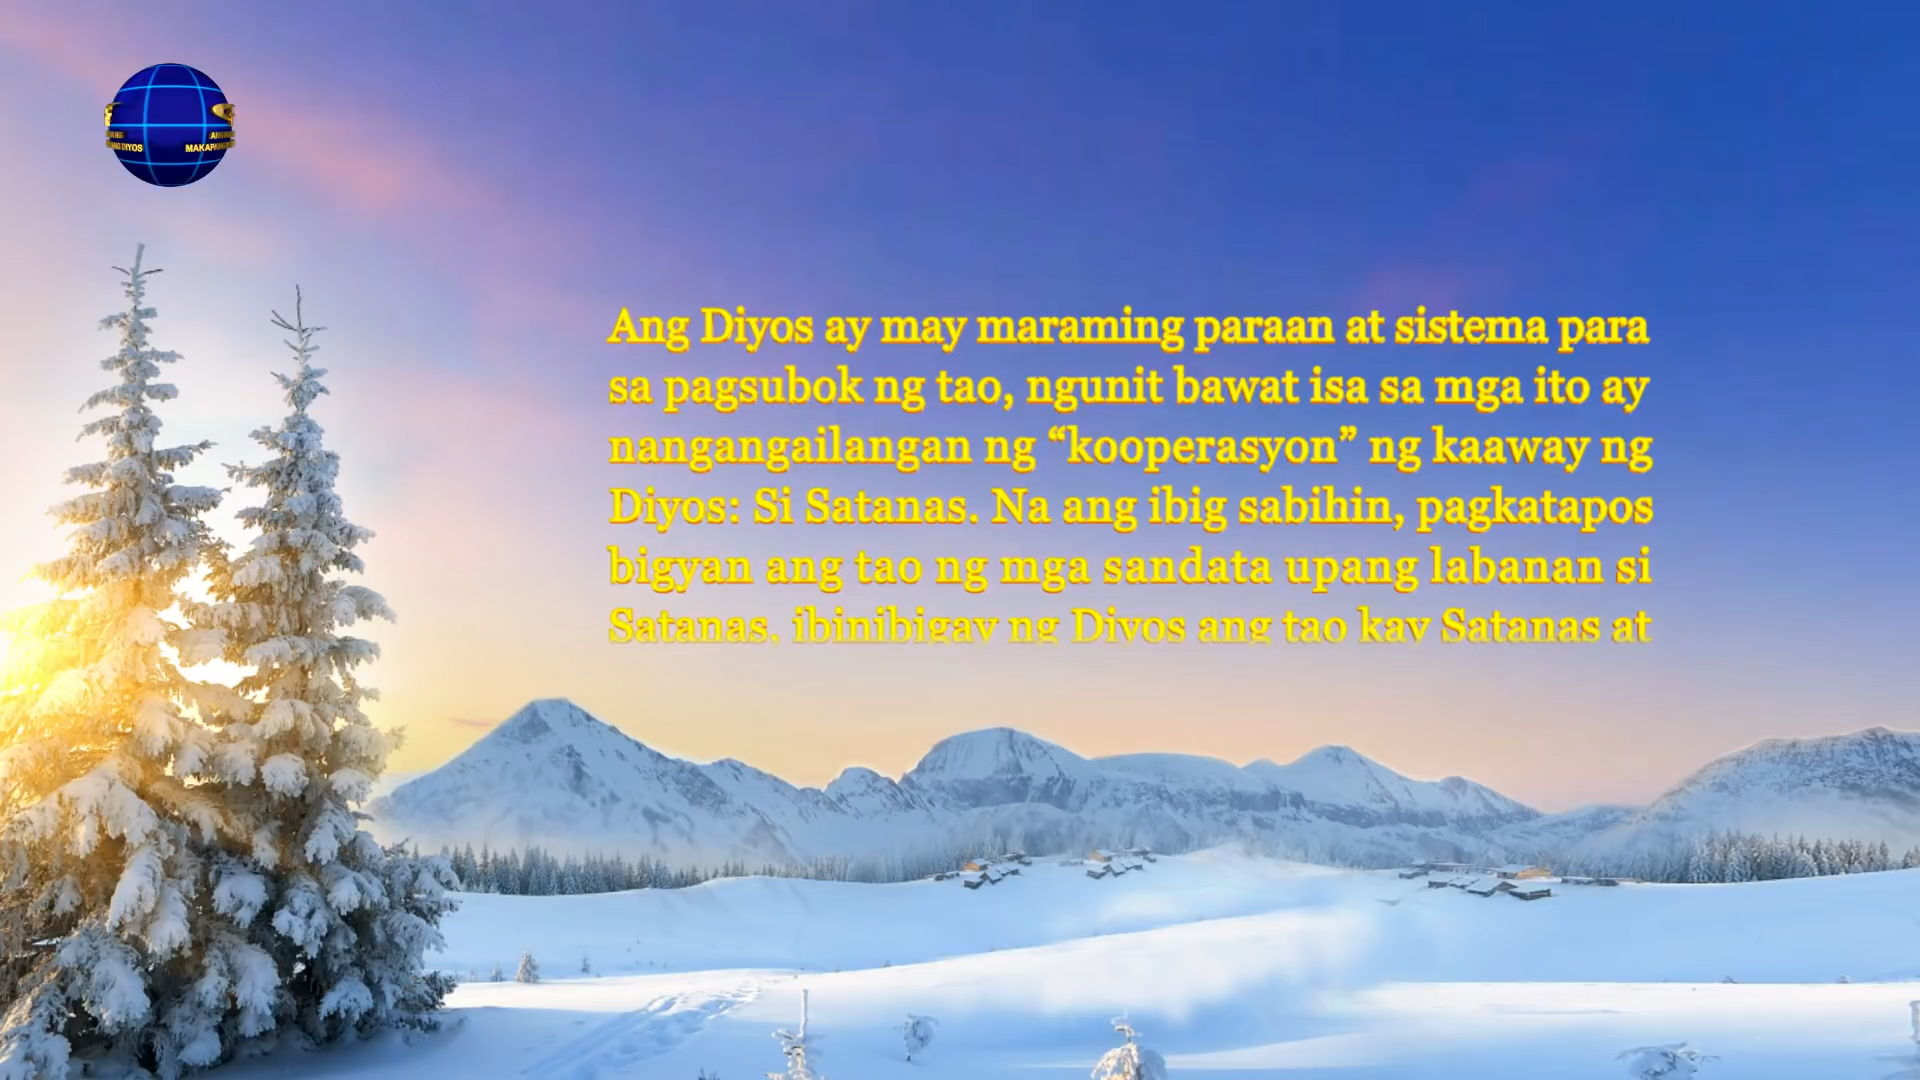 ANG DIYOS
Ang Diyos ay may maraming paraan at sistema para
sa pagsubok ng tao, ngunit bawat isa sa mga ito ay
nangangailangan ng “kooperasyon” ng kaaway ng
Diyos: Si Satanas. Na ang ibig sabihin, pagkatapos
bigyan ang tao ng mga sandata upang labanan si
Satanas, ibinibigay ng Diyos ang tao kay Satanas at